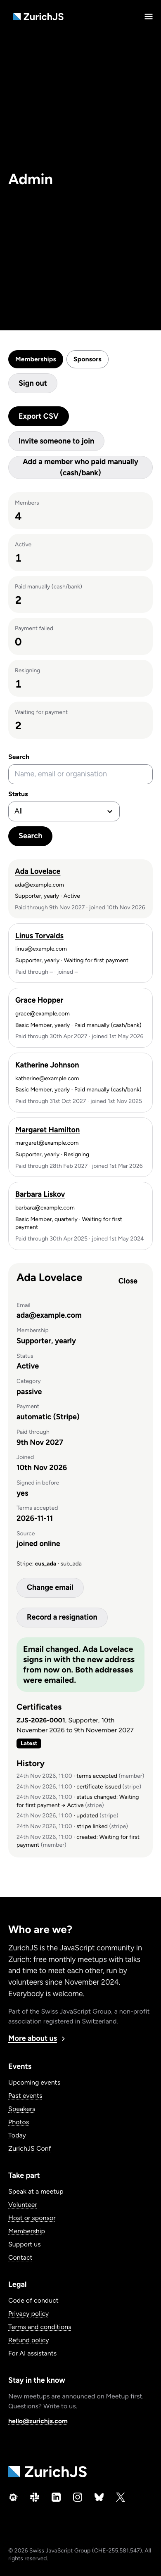 ZurichJS
Admin
Memberships
Sponsors
Sign out
Export CSV
Invite someone to join
Add a member who paid manually
(cash/bank)
Members
4
Active
1
Paid manually (cash/bank)
2
Payment failed
0
Resigning
1
Waiting for payment
2
Search
Name, email or organisation
Status
All
Search
Ada Lovelace
ada@example.com
Supporter, yearly · Active
Paid through 9th Nov 2027 · joined 10th Nov 2026
Linus Torvalds
linus@example.com
Supporter, yearly · Waiting for first payment
Paid through – · joined –
Grace Hopper
grace@example.com
Basic Member, yearly · Paid manually (cash/bank)
Paid through 30th Apr 2027 · joined 1st May 2026
Katherine Johnson
katherine@example.com
Basic Member, yearly · Paid manually (cash/bank)
Paid through 31st Oct 2027 · joined 1st Nov 2025
Margaret Hamilton
margaret@example.com
Supporter, yearly · Resigning
Paid through 28th Feb 2027 · joined 1st Mar 2026
Barbara Liskov
barbara@example.com
Basic Member, quarterly · Waiting for first
payment
Paid through 30th Apr 2025 · joined 1st May 2024
Ada Lovelace
Close
Email
ada@example.com
Membership
Supporter, yearly
Status
Active
Category
passive
Payment
automatic (Stripe)
Paid through
9th Nov 2027
Joined
10th Nov 2026
Signed in before
yes
Terms accepted
2026-11-11
Source
joined online
Stripe: cus_ada · sub_ada
Change email
Record a resignation
Email changed. Ada Lovelace
signs in with the new address
from now on. Both addresses
were emailed.
Certificates
ZJS-2026-0001, Supporter, 10th
November 2026 to 9th November 2027
Latest
History
24th Nov 2026, 11:00 · terms accepted (member)
24th Nov 2026, 11:00 · certificate issued (stripe)
24th Nov 2026, 11:00 · status changed: Waiting
for first payment → Active (stripe)
24th Nov 2026, 11:00 · updated (stripe)
24th Nov 2026, 11:00 · stripe linked (stripe)
24th Nov 2026, 11:00 · created: Waiting for first
payment (member)
Who are we?
ZurichJS is the JavaScript community in
Zurich: free monthly meetups with talks
and time to meet each other, run by
volunteers since November 2024.
Everybody is welcome.
Part of the Swiss JavaScript Group, a non-profit
association registered in Switzerland.
More about us
Events
Upcoming events
Past events
Speakers
Photos
Today
ZurichJS Conf
Take part
Speak at a meetup
Volunteer
Host or sponsor
Membership
Support us
Contact
Legal
Code of conduct
Privacy policy
Terms and conditions
Refund policy
For AI assistants
Stay in the know
New meetups are announced on Meetup first.
Questions? Write to us.
hello@zurichjs.com
ZurichJS
© 2026 Swiss JavaScript Group (CHE-255.581.547). All
rights reserved.